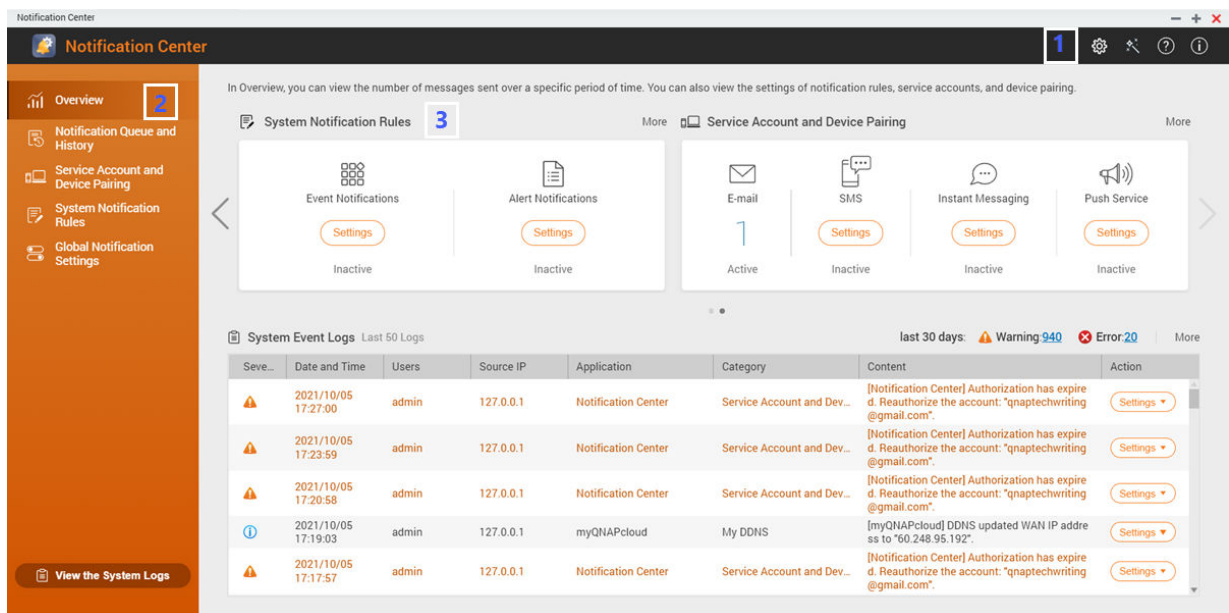 Notification Center
Notification Center
1
Overview
2
Notification Queue and
History
Service Account and
Device Pairing
System Notification
Rules
Global Notification
Settings
View the System Logs
In Overview, you can view the number of messages sent over a specific period of time. You can also view the settings of notification rules, service accounts, and device pairing.
System Notification Rules 3 More
Event Notifications Alert Notifications
Settings Settings
Inactive Inactive
Service Account and Device Pairing More
E-mail SMS Instant Messaging Push Service
1 Settings Settings Settings
Active Inactive Inactive Inactive
System Event Logs Last 50 Logs last 30 days: Warning:940 Error:20 More
Seve... Date and Time Users Source IP Application Category Content Action
2021/10/05
17:27:00
admin 127.0.0.1 Notification Center Service Account and Dev...
[Notification Center] Authorization has expire
d. Reauthorize the account: "qnaptechwriting
@gmail.com".
Settings
2021/10/05
17:23:59
admin 127.0.0.1 Notification Center Service Account and Dev...
[Notification Center] Authorization has expire
d. Reauthorize the account: "qnaptechwriting
@gmail.com".
Settings
2021/10/05
17:20:58
admin 127.0.0.1 Notification Center Service Account and Dev...
[Notification Center] Authorization has expire
d. Reauthorize the account: "qnaptechwriting
@gmail.com".
Settings
2021/10/05
17:19:03
admin 127.0.0.1 myQNAPcloud My DDNS
[myQNAPcloud] DDNS updated WAN IP addre
ss to "60.248.95.192".
Settings
2021/10/05
17:17:57
admin 127.0.0.1 Notification Center Service Account and Dev...
[Notification Center] Authorization has expire
d. Reauthorize the account: "qnaptechwriting
@gmail.com".
Settings